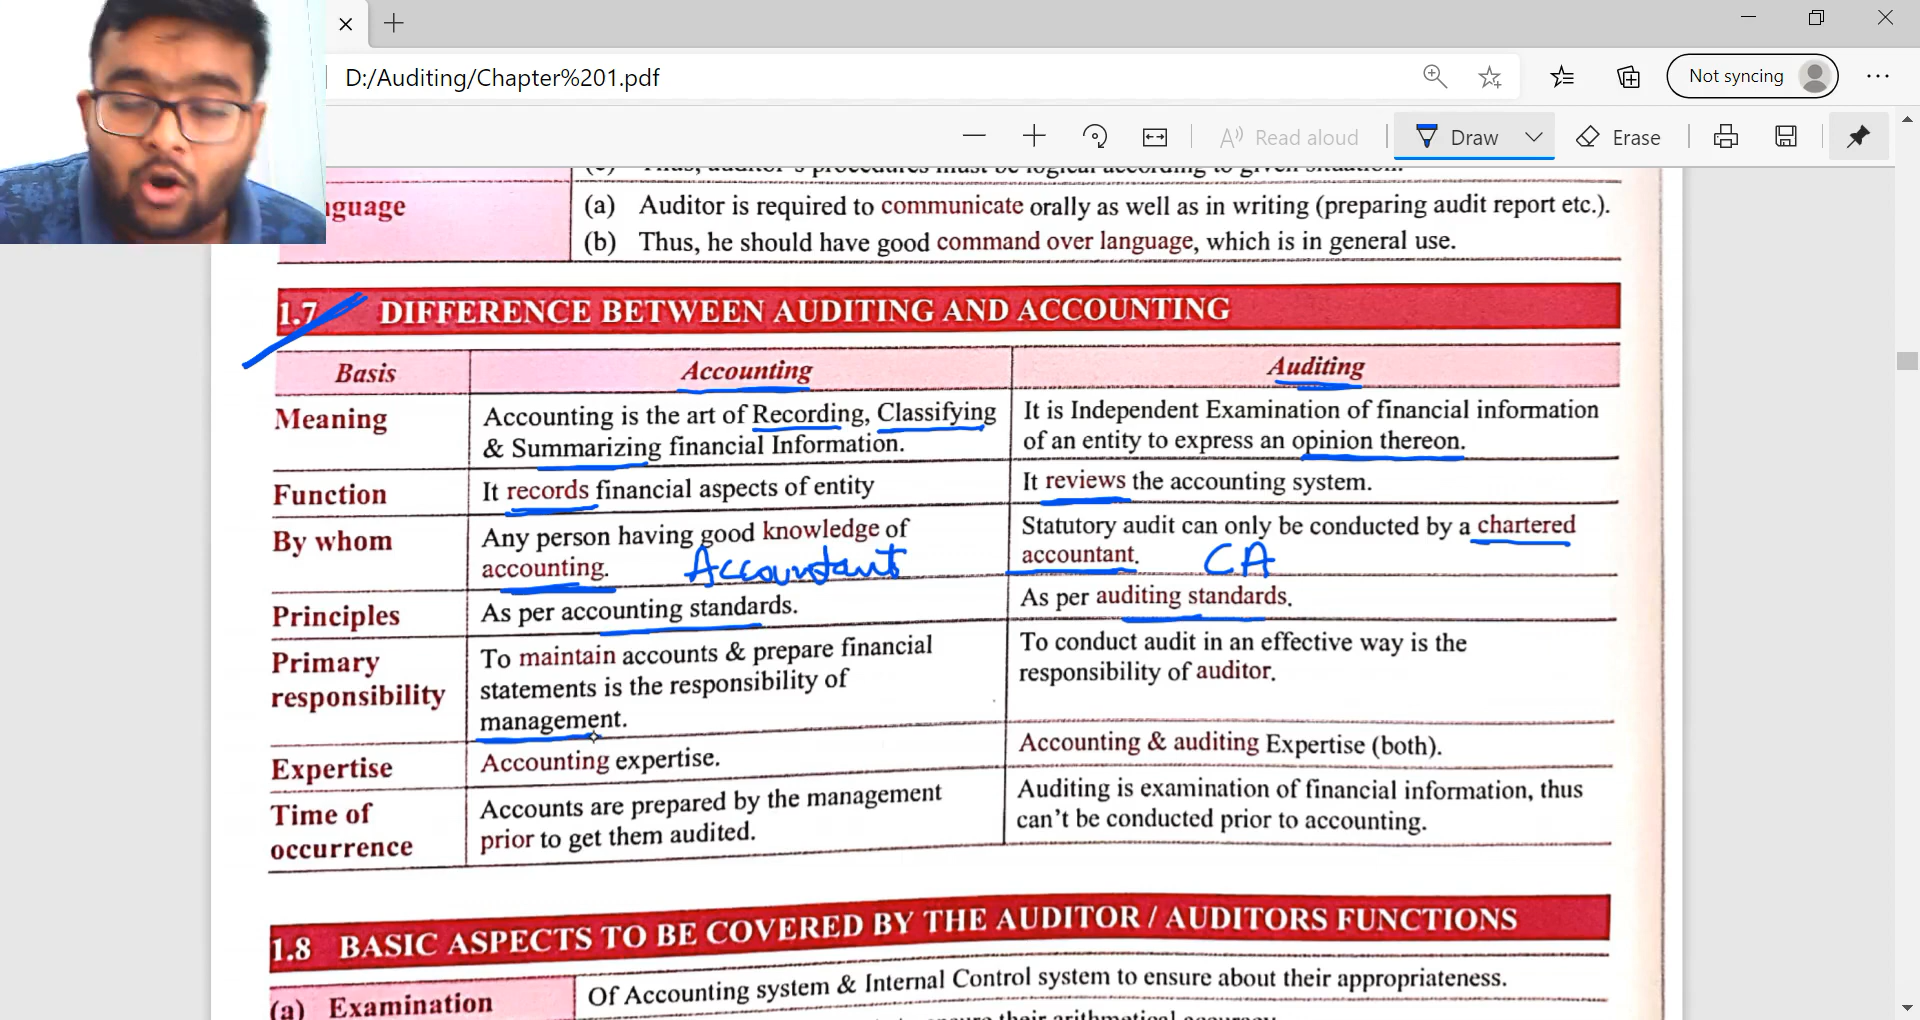 D:/Auditing/Chapter%201.pdf
Not syncing
Read aloud
Draw
Erase
(a) Auditor is required to communicate orally as well as in writing (preparing audit report etc.).
(b) Thus, he should have good command over language, which is in general use.
1.7 DIFFERENCE BETWEEN AUDITING AND ACCOUNTING
Basis Accounting Auditing
Meaning
Accounting is the art of Recording, Classifying
& Summarizing financial Information.
It is Independent Examination of financial information
of an entity to express an opinion thereon.
Function
It records financial aspects of entity
It reviews the accounting system.
By whom
Any person having good knowledge of
accounting. Accountant
Statutory audit can only be conducted by a chartered
accountant. CA
Principles
As per accounting standards.
As per auditing standards.
Primary
responsibility
To maintain accounts & prepare financial
statements is the responsibility of
management.
To conduct audit in an effective way is the
responsibility of auditor.
Expertise
Accounting expertise.
Accounting & auditing Expertise (both).
Time of
occurrence
Accounts are prepared by the management
prior to get them audited.
Auditing is examination of financial information, thus
can't be conducted prior to accounting.
1.8 BASIC ASPECTS TO BE COVERED BY THE AUDITOR / AUDITORS FUNCTIONS
(a) Examination
Of Accounting system & Internal Control system to ensure about their appropriateness.